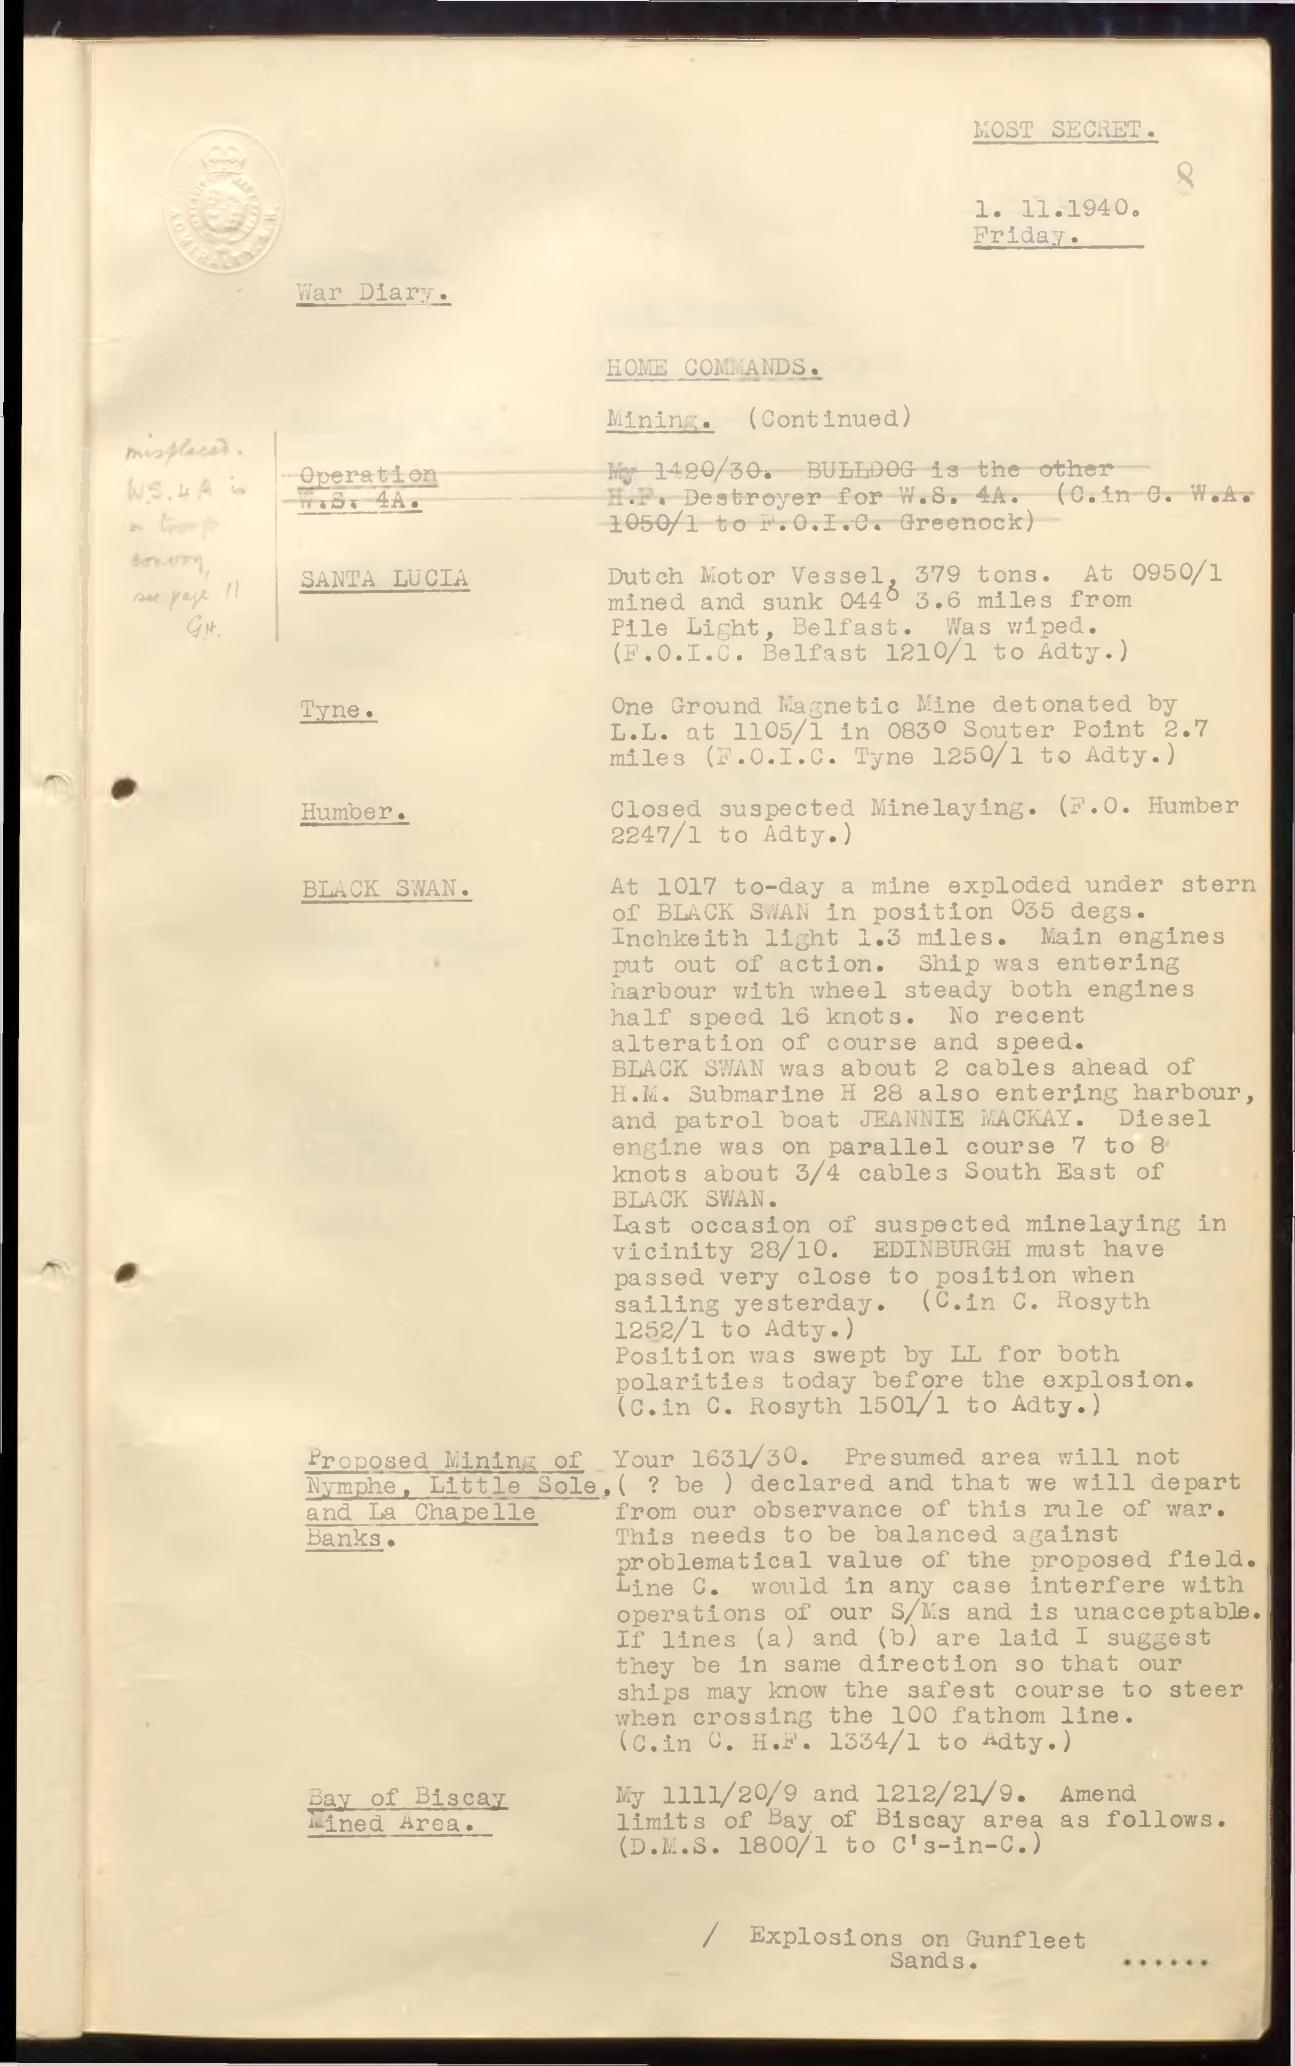 MOST SECRET.
8
1. 11.1940.
Friday.
ADMIRALTY. S.W.
War Diary.
HOME COMMANDS.
Mining. (Continued)
misplaced.
W.S. 4A is
a troop
convoy,
see page 11
G.H.
Operation
W.S. 4A.
My 1420/30. BULLDOG is the other
H.F. Destroyer for W.S. 4A. (C.in C. W.A.
1050/1 to F.O.I.C. Greenock)
SANTA LUCIA
Dutch Motor Vessel, 379 tons. At 0950/1
mined and sunk 044° 3.6 miles from
Pile Light, Belfast. Was wiped.
(F.O.I.C. Belfast 1210/1 to Adty.)
Tyne.
One Ground Magnetic Mine detonated by
L.L. at 1105/1 in 083° Souter Point 2.7
miles (F.O.I.C. Tyne 1250/1 to Adty.)
Humber.
Closed suspected Minelaying. (F.O. Humber
2247/1 to Adty.)
BLACK SWAN.
At 1017 to-day a mine exploded under stern
of BLACK SWAN in position 035 degs.
Inchkeith light 1.3 miles. Main engines
put out of action. Ship was entering
harbour with wheel steady both engines
half speed 16 knots. No recent
alteration of course and speed.
BLACK SWAN was about 2 cables ahead of
H.M. Submarine H 28 also entering harbour,
and patrol boat JEANNIE MACKAY. Diesel
engine was on parallel course 7 to 8
knots about 3/4 cables South East of
BLACK SWAN.
Last occasion of suspected minelaying in
vicinity 28/10. EDINBURGH must have
passed very close to position when
sailing yesterday. (C.in C. Rosyth
1252/1 to Adty.)
Position was swept by LL for both
polarities today before the explosion.
(C.in C. Rosyth 1501/1 to Adty.)
Proposed Mining of
Nymphe, Little Sole,
and La Chapelle
Banks.
Your 1631/30. Presumed area will not
( ? be ) declared and that we will depart
from our observance of this rule of war.
This needs to be balanced against
problematical value of the proposed field.
Line C. would in any case interfere with
operations of our S/Ms and is unacceptable.
If lines (a) and (b) are laid I suggest
they be in same direction so that our
ships may know the safest course to steer
when crossing the 100 fathom line.
(C.in C. H.F. 1334/1 to Adty.)
Bay of Biscay
Mined Area.
My 1111/20/9 and 1212/21/9. Amend
limits of Bay of Biscay area as follows.
(D.M.S. 1800/1 to C's-in-C.)
/ Explosions on Gunfleet
Sands. ......